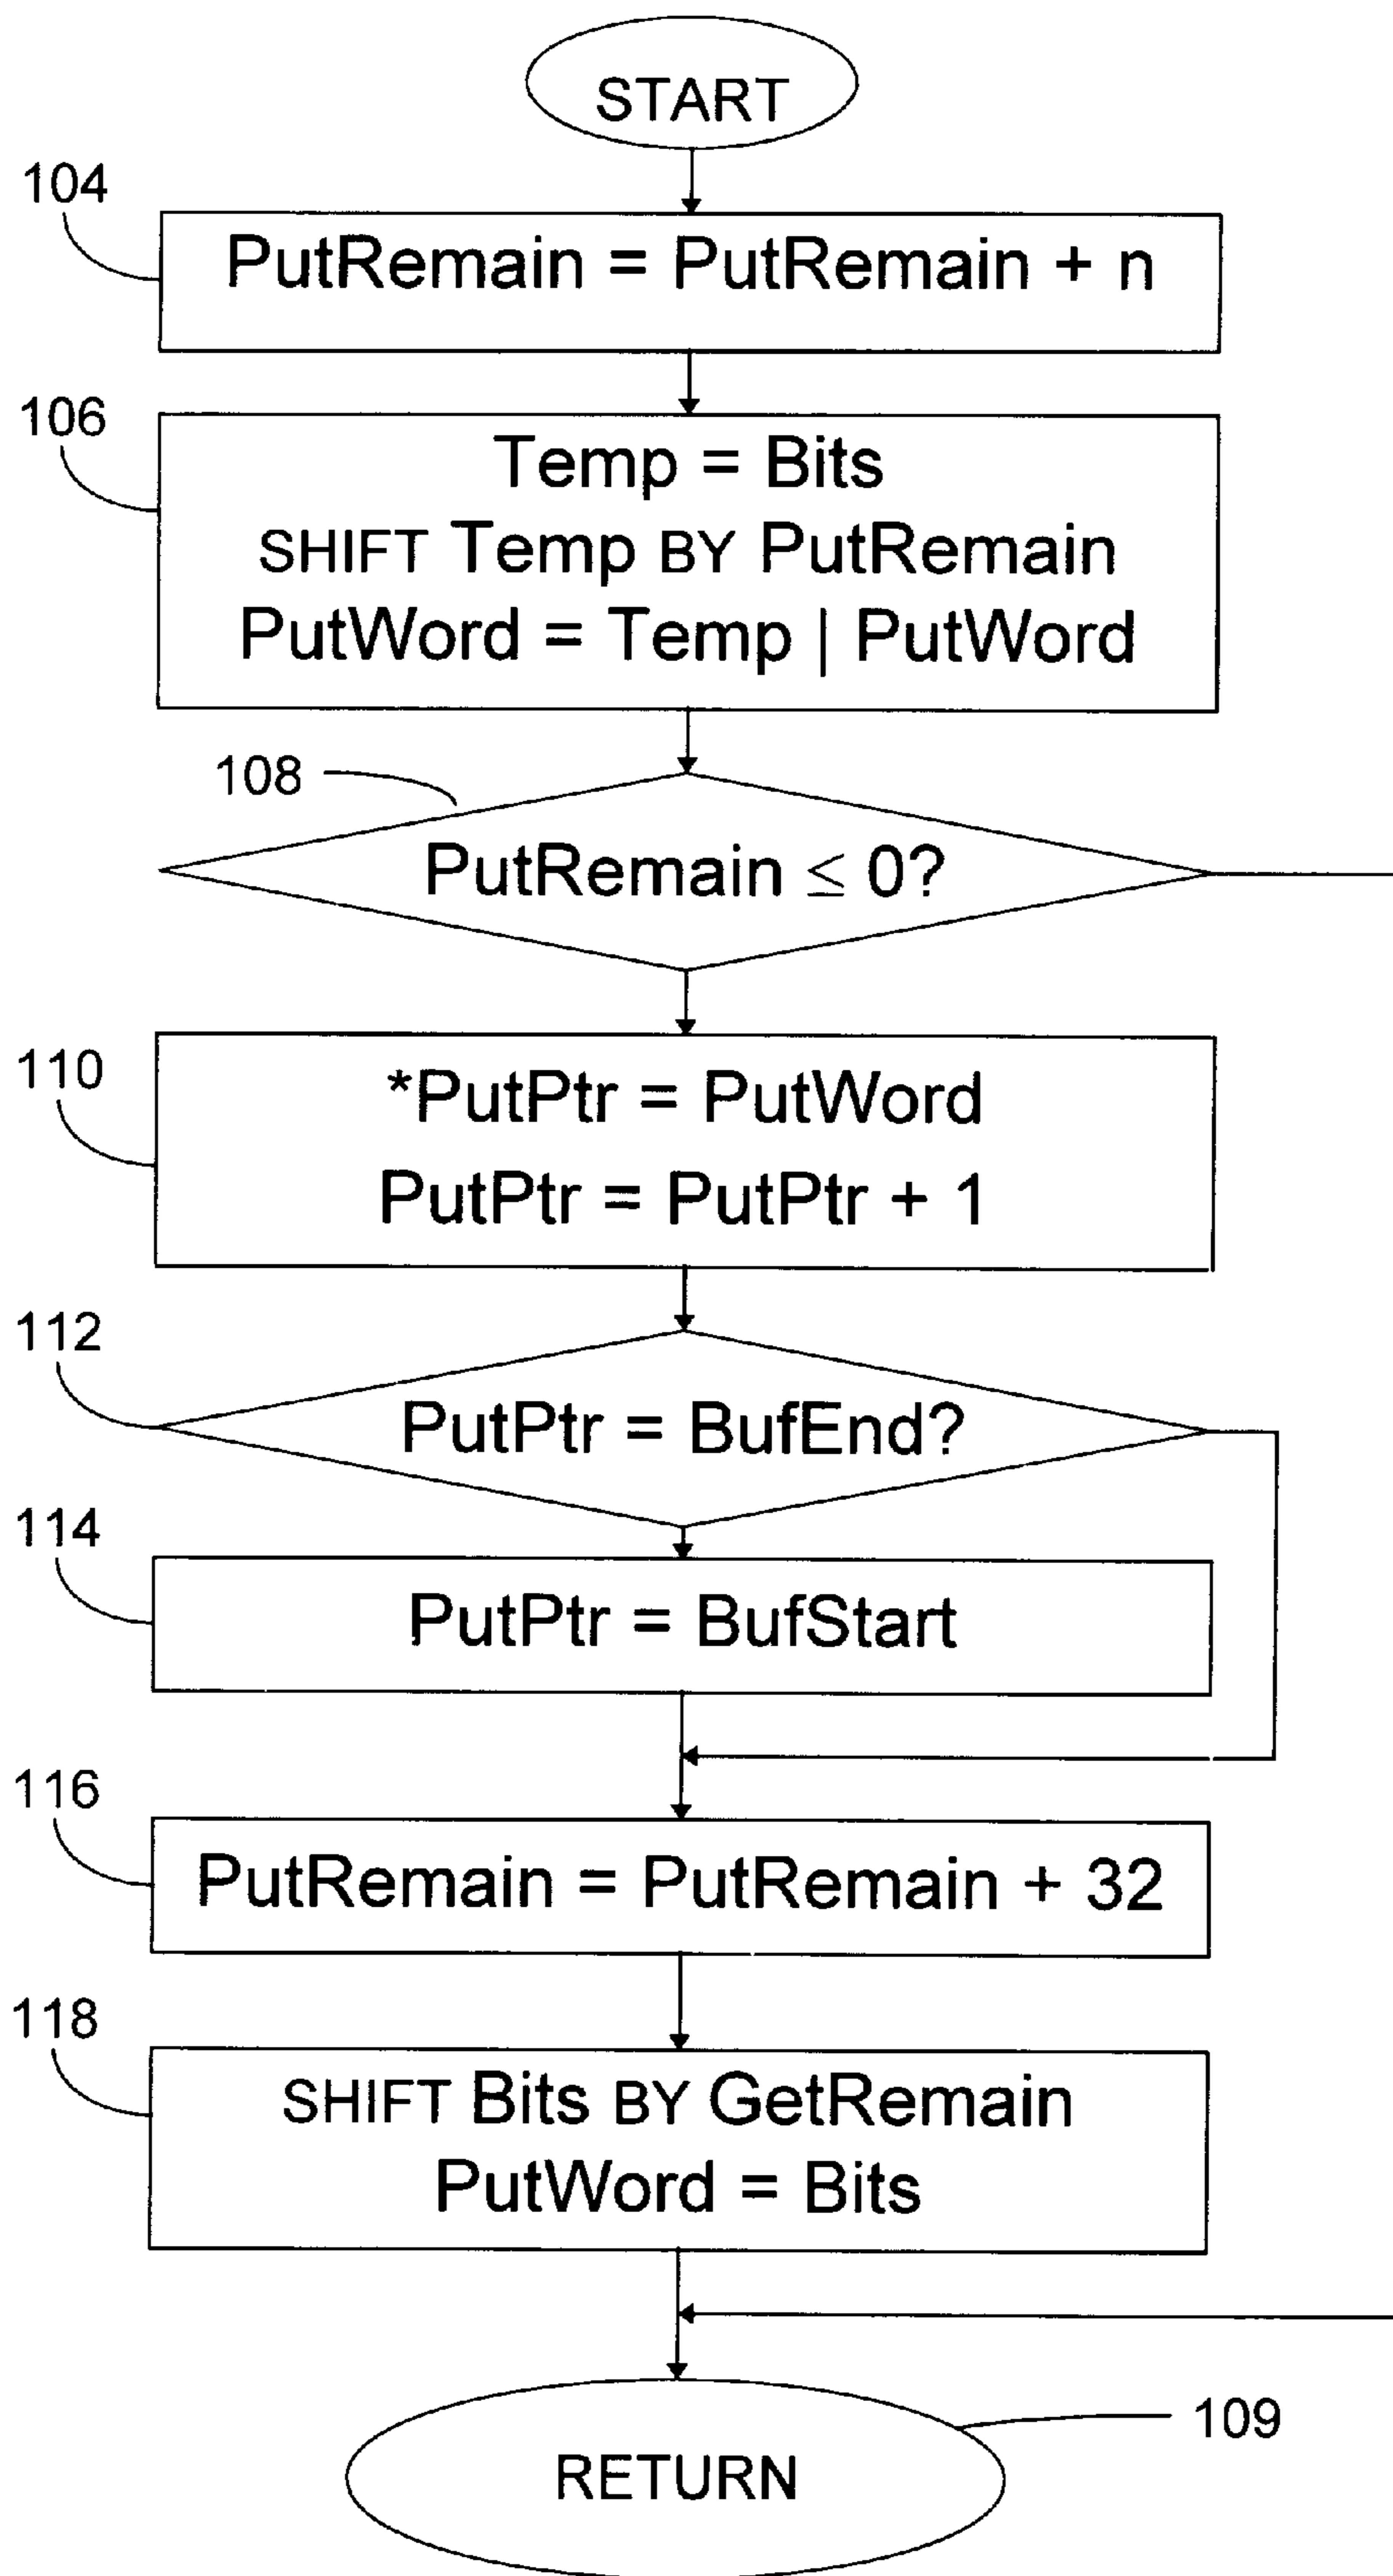 START
104
PutRemain = PutRemain + n
106
Temp = Bits
SHIFT Temp BY PutRemain
PutWord = Temp | PutWord
108
PutRemain ≤ 0?
110
*PutPtr = PutWord
PutPtr = PutPtr + 1
112
PutPtr = BufEnd?
114
PutPtr = BufStart
116
PutRemain = PutRemain + 32
118
SHIFT Bits BY GetRemain
PutWord = Bits
109
RETURN